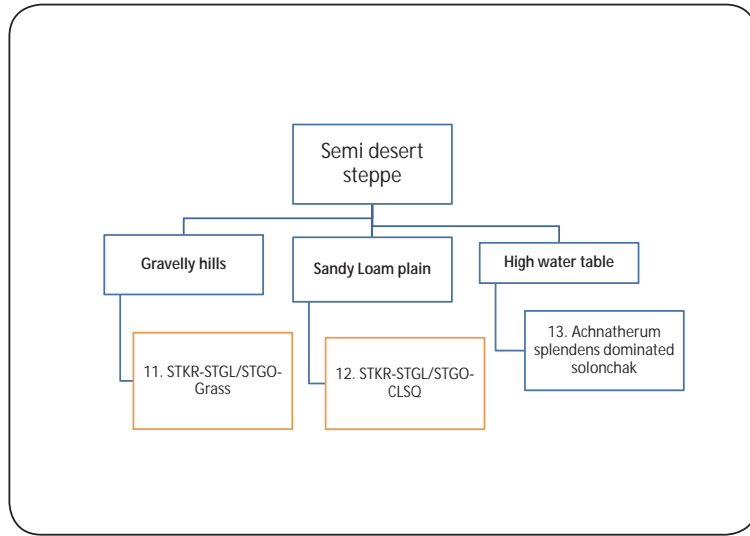 Semi desert
steppe
Gravelly hills
Sandy Loam plain
High water table
11. STKR-STGL/STGO-
Grass
12. STKR-STGL/STGO-
CLSQ
13. Achnatherum
splendens dominated
solonchak